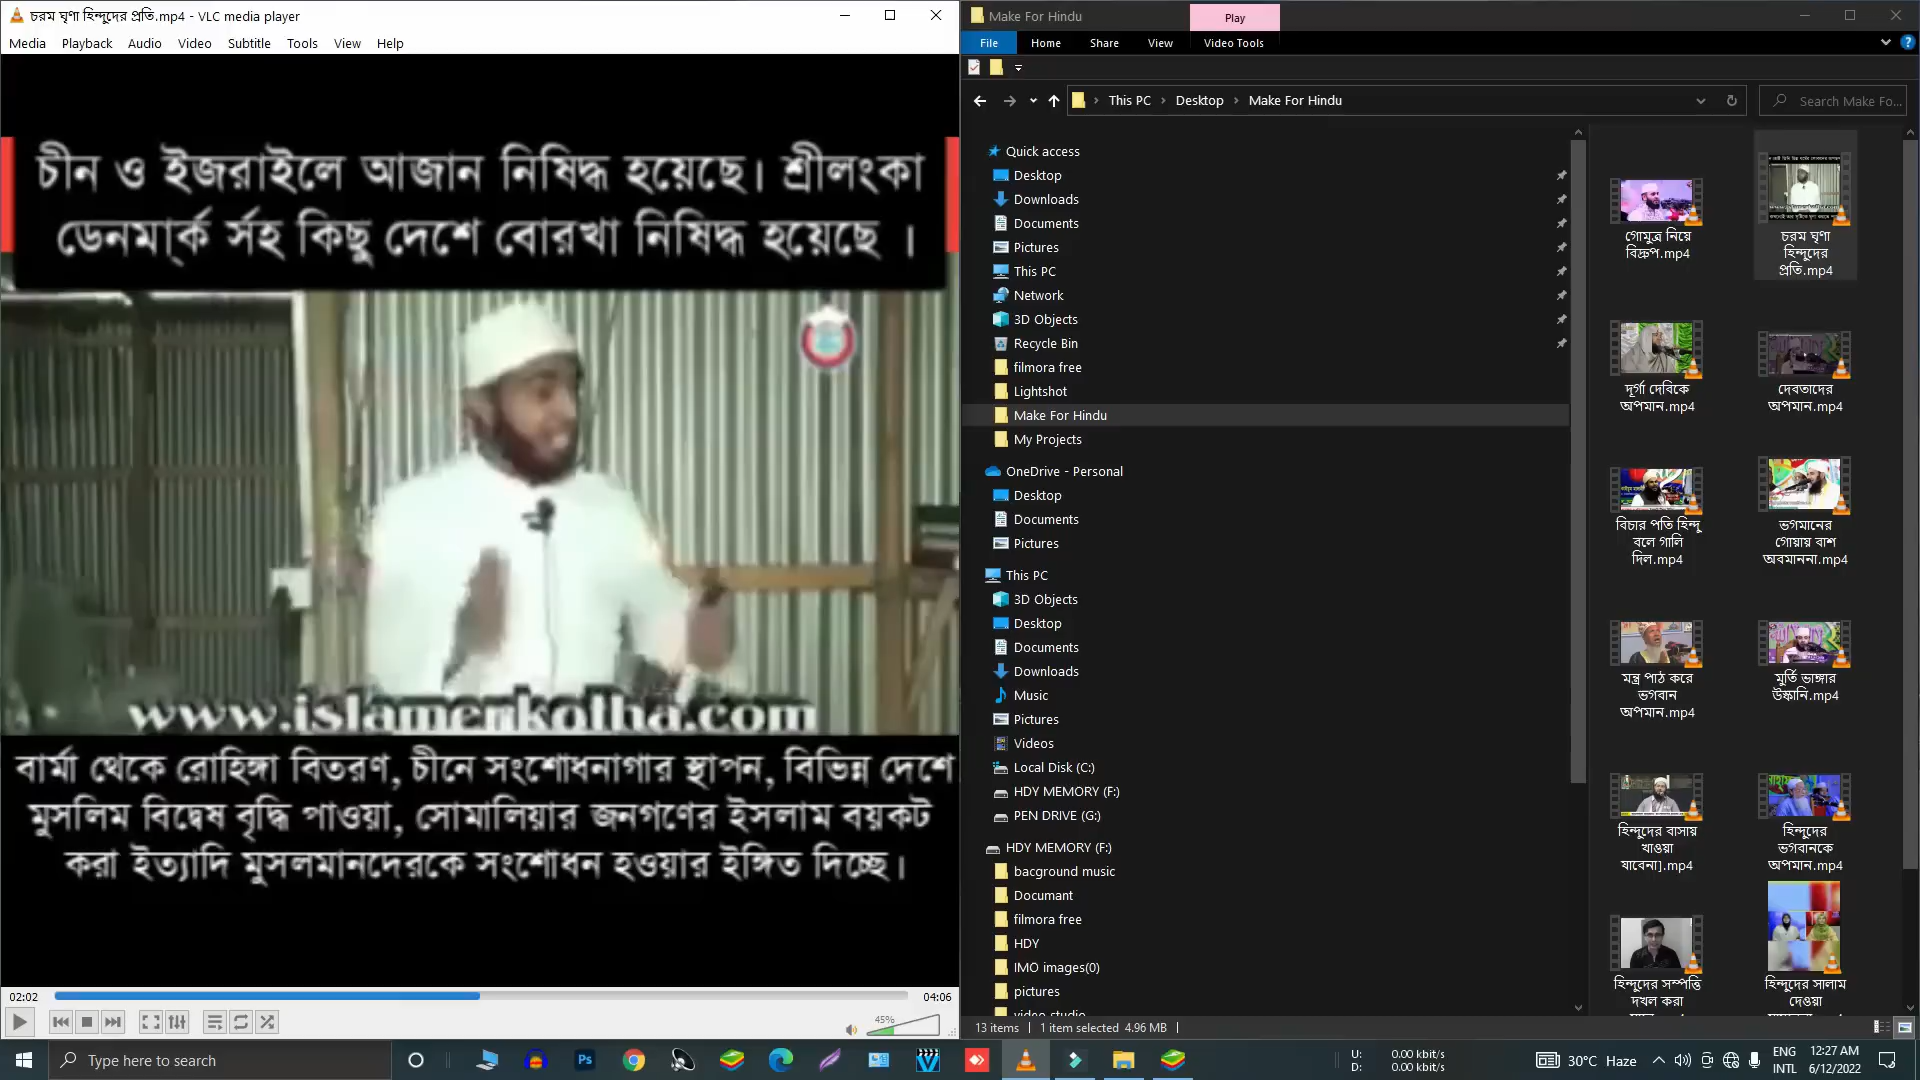 চরম ঘৃণা হিন্দুদের প্রতি.mp4 - VLC media player
Media Playback Audio Video Subtitle Tools View Help
চীন ও ইজরাইলে আজান নিষিদ্ধ হয়েছে। শ্রীলংকা
ডেনমার্ক র্সহ কিছু দেশে বোরখা নিষিদ্ধ হয়েছে ।
www.islamerkotha.com
বার্মা থেকে রোহিঙ্গা বিতরণ, চীনে সংশোধনাগার স্থাপন, বিভিন্ন দেশে
মুসলিম বিদ্বেষ বৃদ্ধি পাওয়া, সোমালিয়ার জনগণের ইসলাম বয়কট
করা ইত্যাদি মুসলমানদেরকে সংশোধন হওয়ার ইঙ্গিত দিচ্ছে।
02:02
04:06
45%
Make For Hindu
Play
File Home Share View Video Tools
This PC Desktop Make For Hindu
Search Make Fo...
Quick access
Desktop
Downloads
Documents
Pictures
This PC
Network
3D Objects
Recycle Bin
filmora free
Lightshot
Make For Hindu
My Projects
OneDrive - Personal
Desktop
Documents
Pictures
This PC
3D Objects
Desktop
Documents
Downloads
Music
Pictures
Videos
Local Disk (C:)
HDY MEMORY (F:)
PEN DRIVE (G:)
HDY MEMORY (F:)
bacground music
Documant
filmora free
HDY
IMO images(0)
pictures
video studio
গোমুত্র নিয়ে
বিদ্রুপ.mp4
চরম ঘৃণা
হিন্দুদের
প্রতি.mp4
দূর্গা দেবিকে
অপমান.mp4
দেবতাদের
অপমান.mp4
বিচার পতি হিন্দু
বলে গালি
দিল.mp4
ভগমানের
গোয়ায় বাশ
অবমাননা.mp4
মন্ত্র পাঠ করে
ভগবান
অপমান.mp4
মুর্তি ভাঙ্গার
উস্কানি.mp4
হিন্দুদের বাসায়
খাওয়া
যাবেনা].mp4
হিন্দুদের
ভগবানকে
অপমান.mp4
হিন্দুদের সম্পত্তি
দখল করা
হিন্দুদের সালাম
দেওয়া
13 items 1 item selected 4.96 MB
Type here to search
U: 0.00 kbit/s
D: 0.00 kbit/s
30°C Haze
ENG
INTL
12:27 AM
6/12/2022